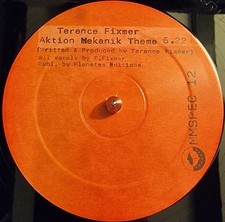 Terence Fixmer
Aktion Mekanik Theme 6.22
(Written & Produced by Terence Fixmer)
all vocals by T.Fixmer
Publ. by Planetes Editions.
MMSPEC 12